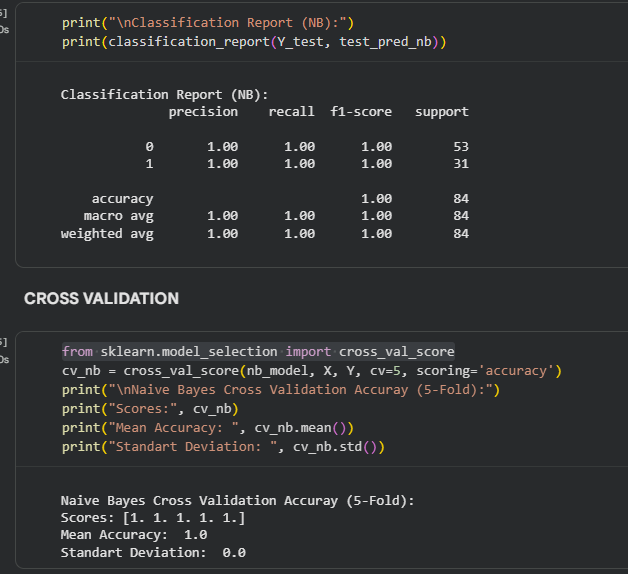 5]
0s
print("\nClassification Report (NB):")
print(classification_report(Y_test, test_pred_nb))
Classification Report (NB):
precision recall f1-score support
0 1.00 1.00 1.00 53
1 1.00 1.00 1.00 31
accuracy 1.00 84
macro avg 1.00 1.00 1.00 84
weighted avg 1.00 1.00 1.00 84
CROSS VALIDATION
5]
0s
from sklearn.model_selection import cross_val_score
cv_nb = cross_val_score(nb_model, X, Y, cv=5, scoring='accuracy')
print("\nNaive Bayes Cross Validation Accuray (5-Fold):")
print("Scores:", cv_nb)
print("Mean Accuracy: ", cv_nb.mean())
print("Standart Deviation: ", cv_nb.std())
Naive Bayes Cross Validation Accuray (5-Fold):
Scores: [1. 1. 1. 1. 1.]
Mean Accuracy:  1.0
Standart Deviation:  0.0